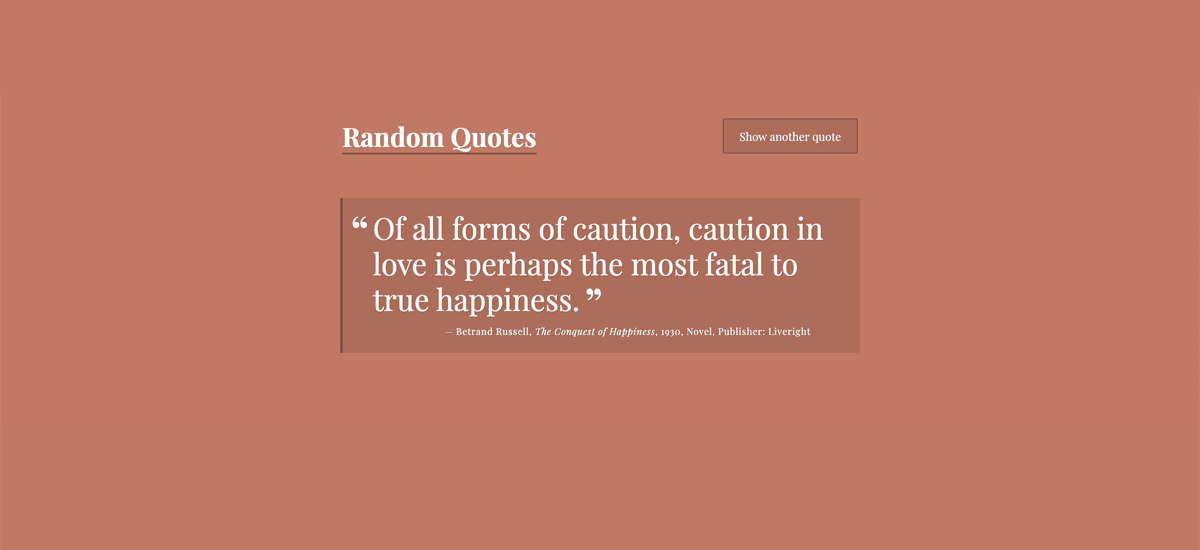 Random Quotes
Show another quote
“ Of all forms of caution, caution in
love is perhaps the most fatal to
true happiness. ”
— Betrand Russell, The Conquest of Happiness, 1930, Novel, Publisher: Liveright